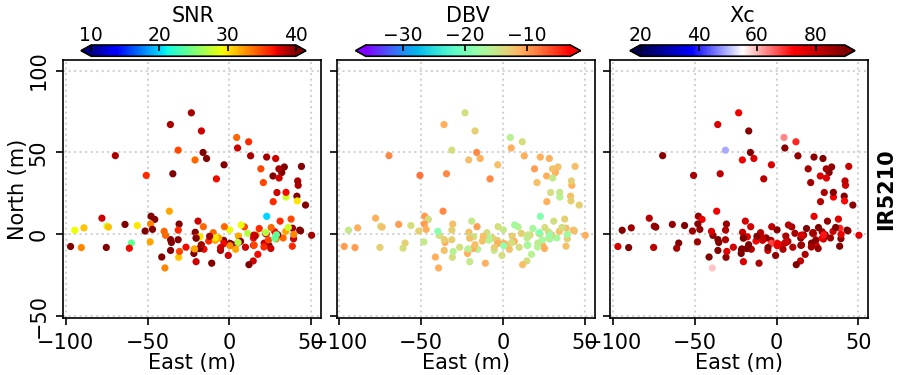 SNR DBV Xc
10 20 30 40 −30 −20 −10 20 40 60 80
100
50
0
−50
North (m)
−100 −50 0 50 −100 −50 0 50 −100 −50 0 50
East (m) East (m) East (m)
IR5210